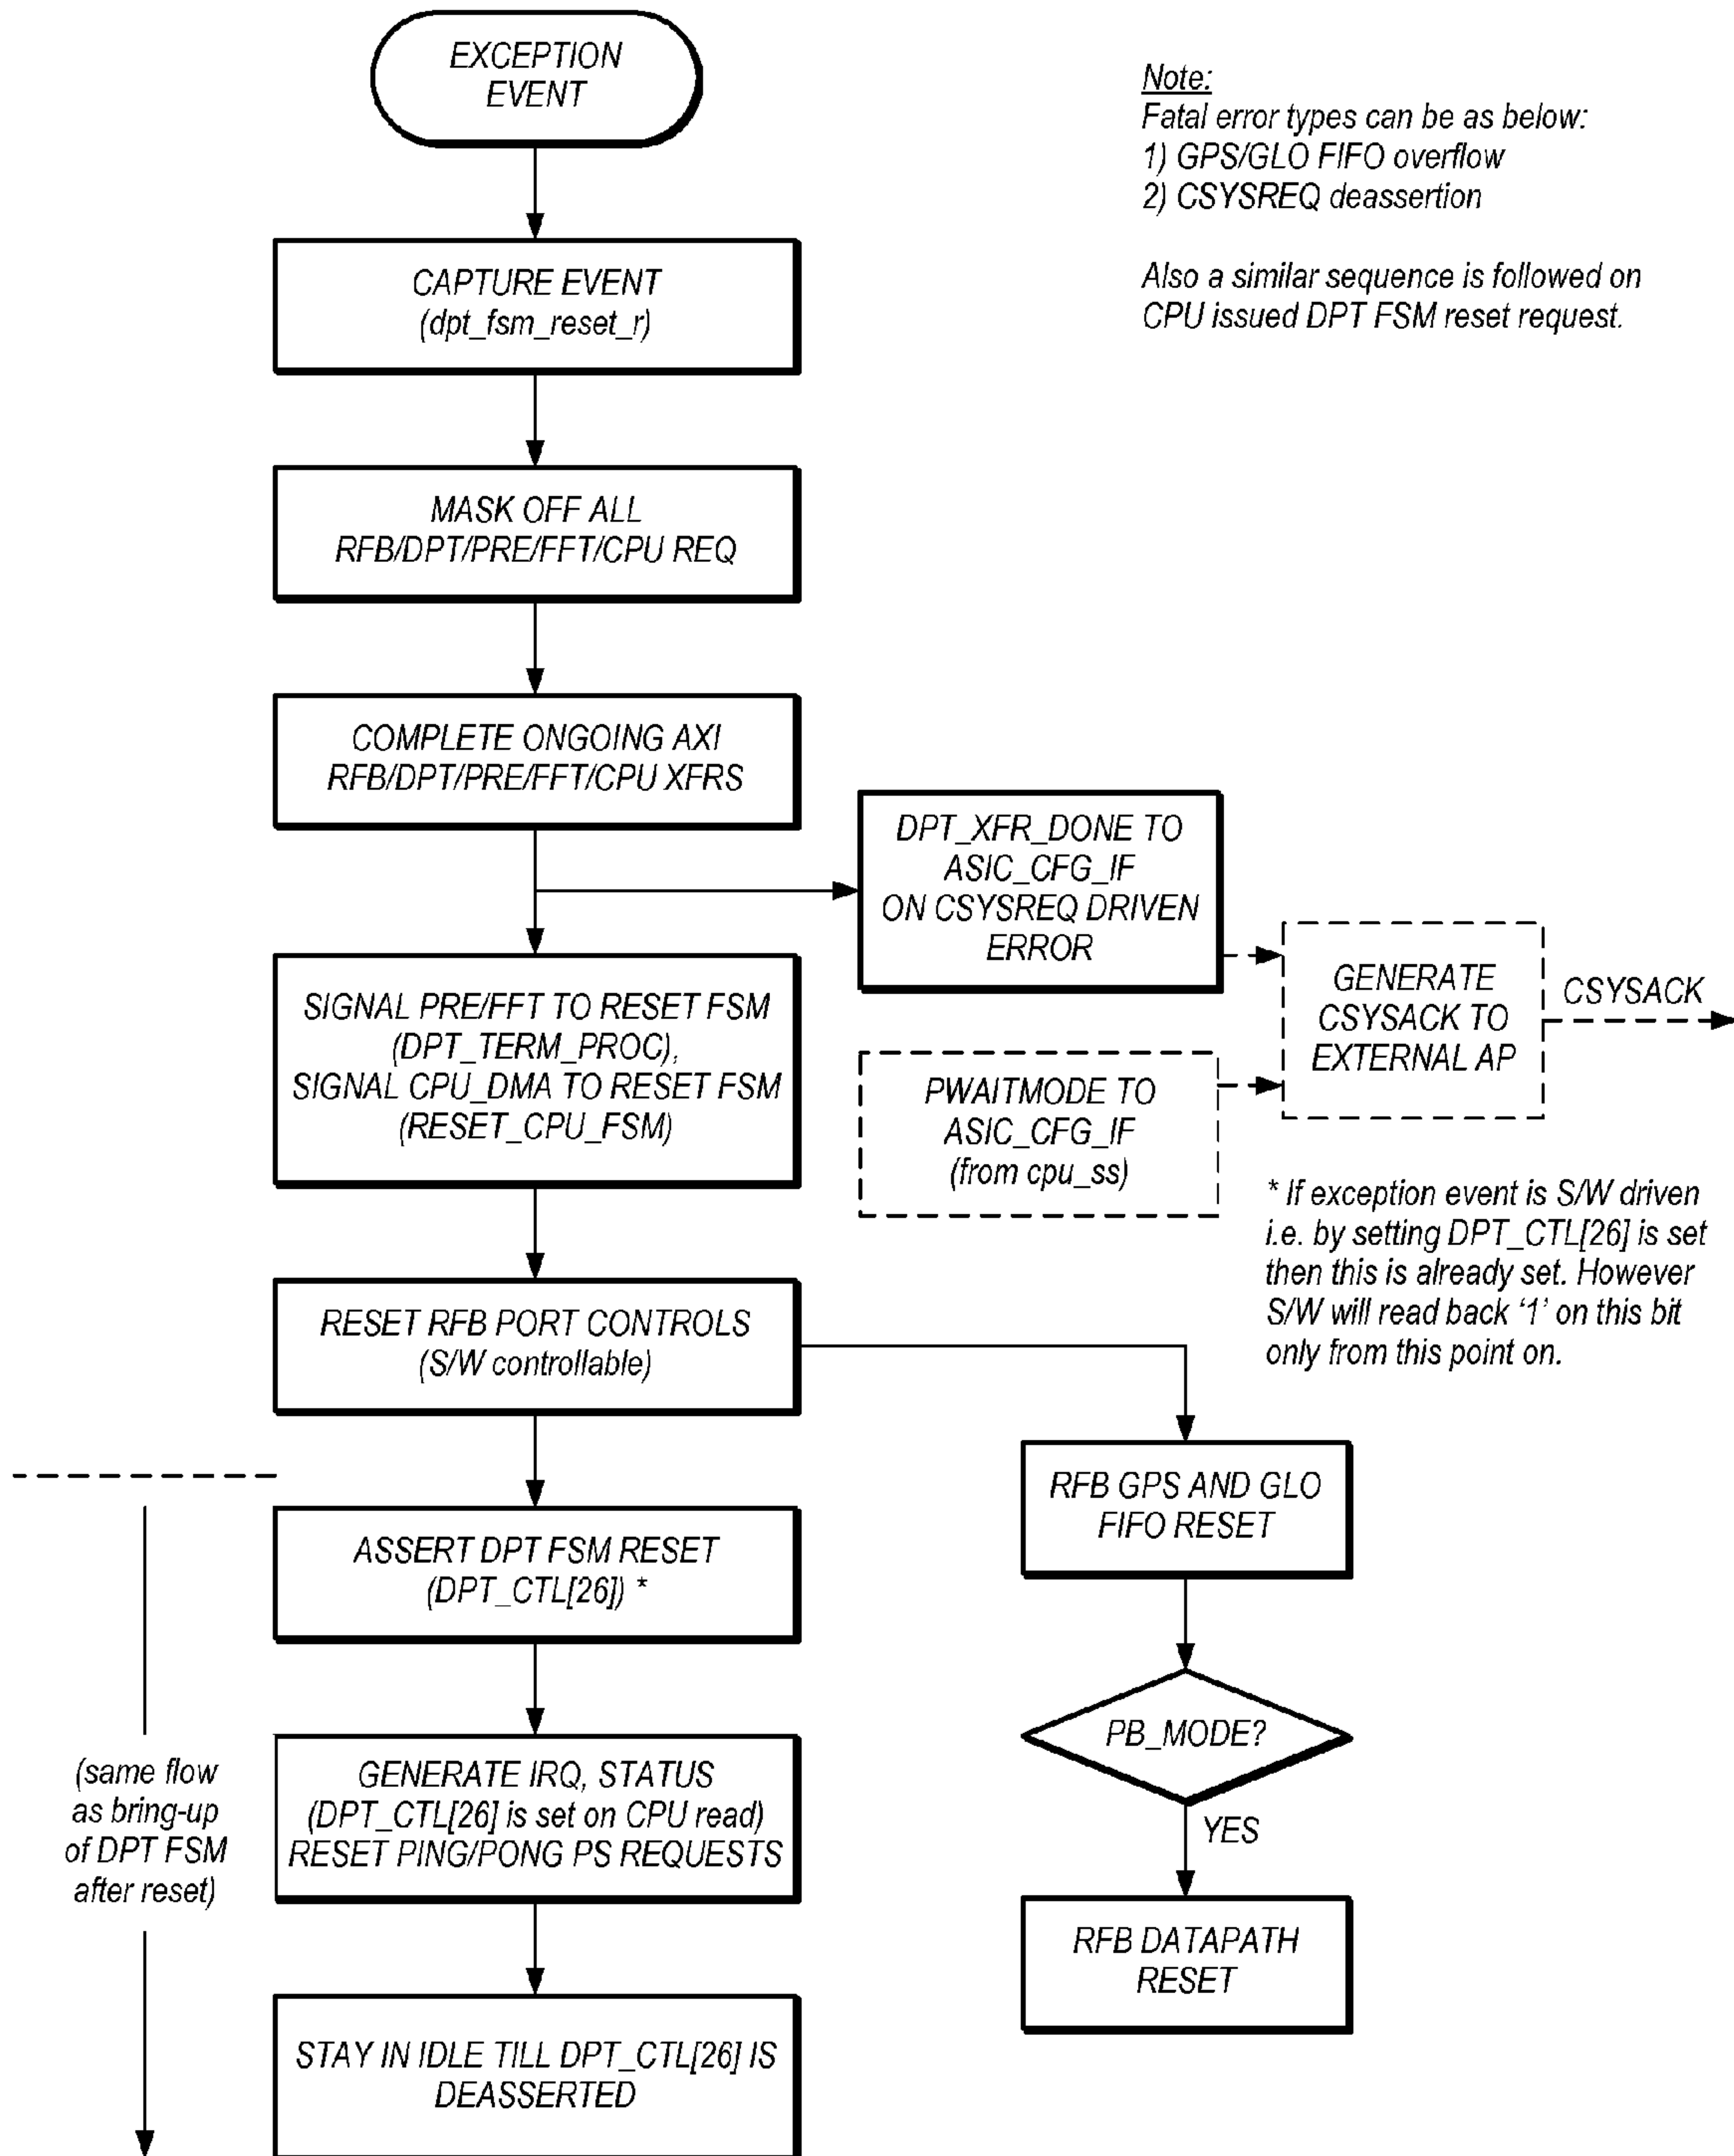 EXCEPTION
EVENT
Note:
Fatal error types can be as below:
1) GPS/GLO FIFO overflow
2) CSYSREQ deassertion
Also a similar sequence is followed on
CPU issued DPT FSM reset request.
CAPTURE EVENT
(dpt_fsm_reset_r)
MASK OFF ALL
RFB/DPT/PRE/FFT/CPU REQ
COMPLETE ONGOING AXI
RFB/DPT/PRE/FFT/CPU XFRS
DPT_XFR_DONE TO
ASIC_CFG_IF
ON CSYSREQ DRIVEN
ERROR
GENERATE
CSYSACK TO
EXTERNAL AP
CSYSACK
SIGNAL PRE/FFT TO RESET FSM
(DPT_TERM_PROC),
SIGNAL CPU_DMA TO RESET FSM
(RESET_CPU_FSM)
PWAITMODE TO
ASIC_CFG_IF
(from cpu_ss)
* If exception event is S/W driven
i.e. by setting DPT_CTL[26] is set
then this is already set. However
S/W will read back ‘1’ on this bit
only from this point on.
RESET RFB PORT CONTROLS
(S/W controllable)
RFB GPS AND GLO
FIFO RESET
ASSERT DPT FSM RESET
(DPT_CTL[26]) *
PB_MODE?
YES
(same flow
as bring-up
of DPT FSM
after reset)
GENERATE IRQ, STATUS
(DPT_CTL[26] is set on CPU read)
RESET PING/PONG PS REQUESTS
RFB DATAPATH
RESET
STAY IN IDLE TILL DPT_CTL[26] IS
DEASSERTED